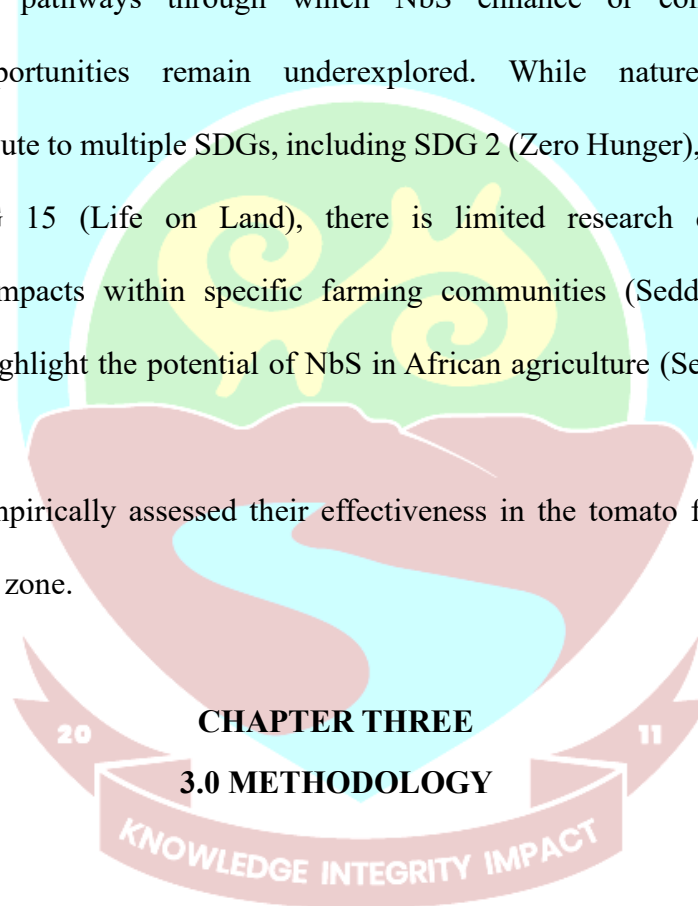 pathways through which NbS enhance or
portunities remain underexplored. While nature
ute to multiple SDGs, including SDG 2 (Zero Hunger),
15 (Life on Land), there is limited research
mpacts within specific farming communities (Sedd
ghlight the potential of NbS in African agriculture (Se
mpirically assessed their effectiveness in the tomato f
zone.
CHAPTER THREE
20 11
3.0 METHODOLOGY
KNOWLEDGE INTEGRITY IMPACT